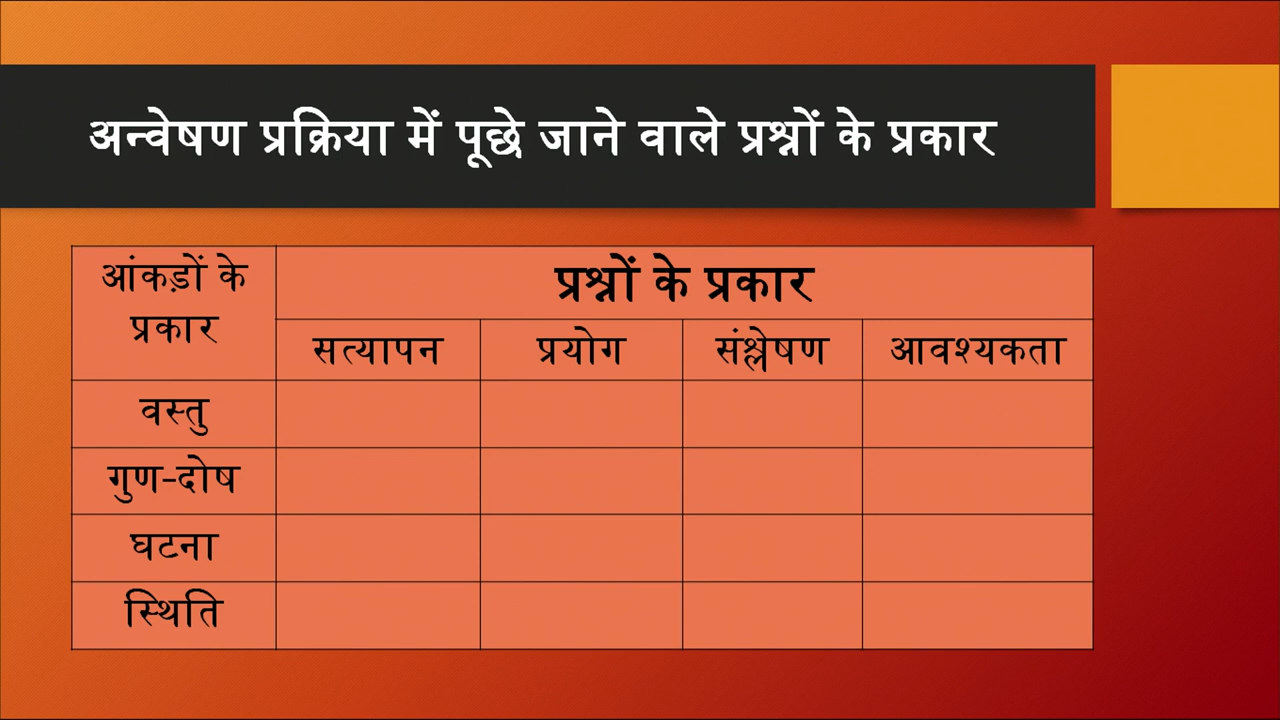 अन्वेषण प्रक्रिया में पूछे जाने वाले प्रश्नों के प्रकार
आंकड़ों के
प्रकार
प्रश्नों के प्रकार
सत्यापन प्रयोग संश्लेषण आवश्यकता
वस्तु
गुण-दोष
घटना
स्थिति